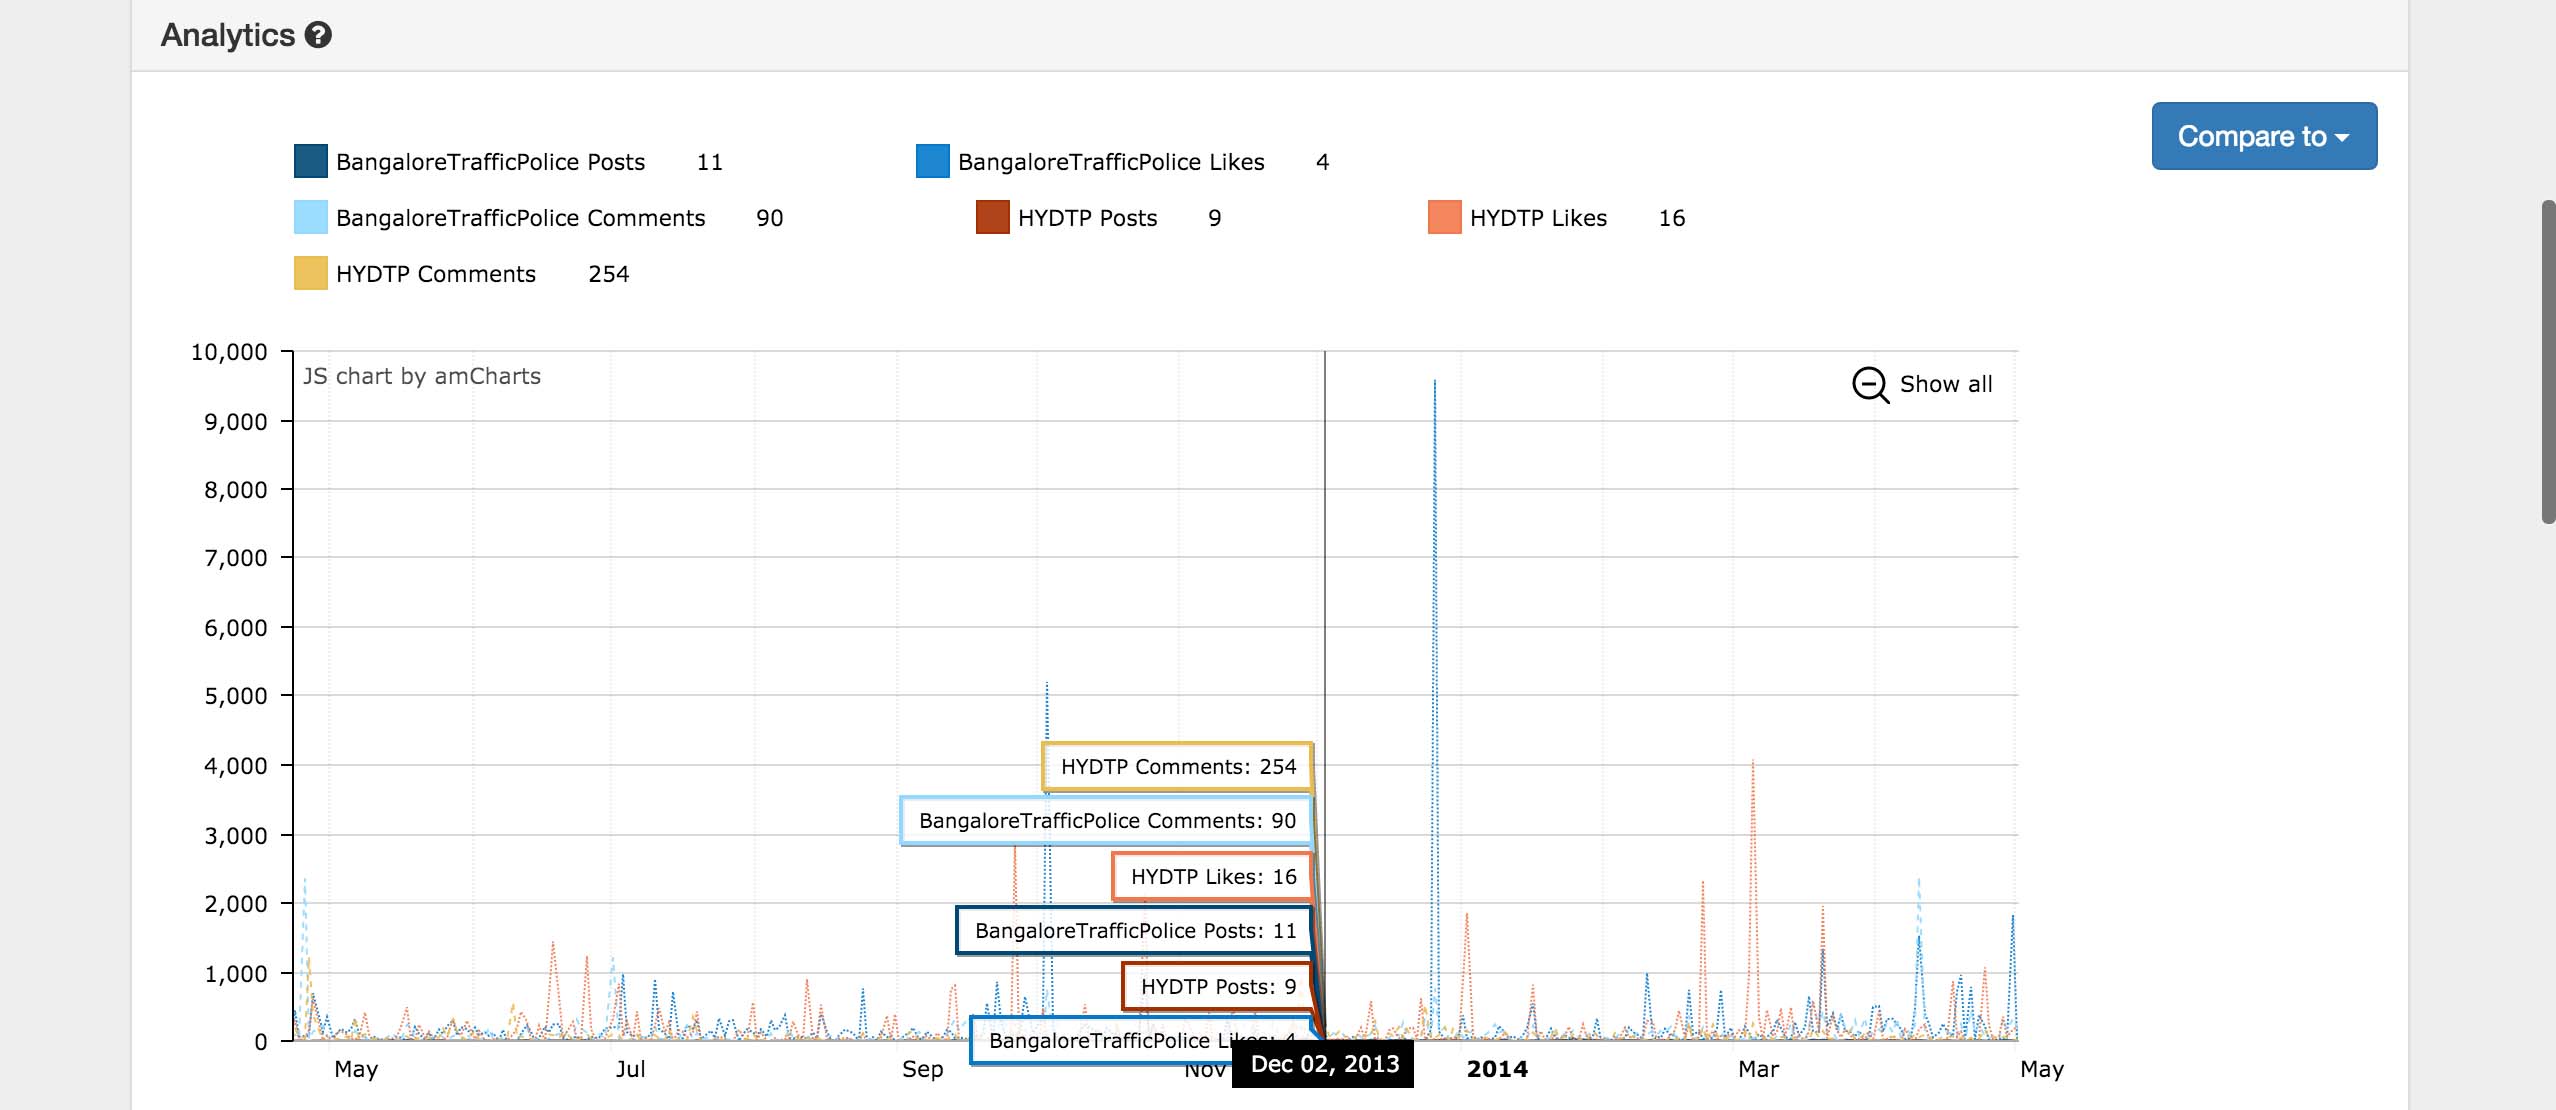 Analytics ?
Compare to
BangaloreTrafficPolice Posts 11 BangaloreTrafficPolice Likes 4
BangaloreTrafficPolice Comments 90 HYDTP Posts 9 HYDTP Likes 16
HYDTP Comments 254
JS chart by amCharts
Show all
10,000
9,000
8,000
7,000
6,000
5,000
4,000
3,000
2,000
1,000
0
HYDTP Comments: 254
BangaloreTrafficPolice Comments: 90
HYDTP Likes: 16
BangaloreTrafficPolice Posts: 11
HYDTP Posts: 9
BangaloreTrafficPolice Likes: 4
Dec 02, 2013
May Jul Sep Nov 2014 Mar May